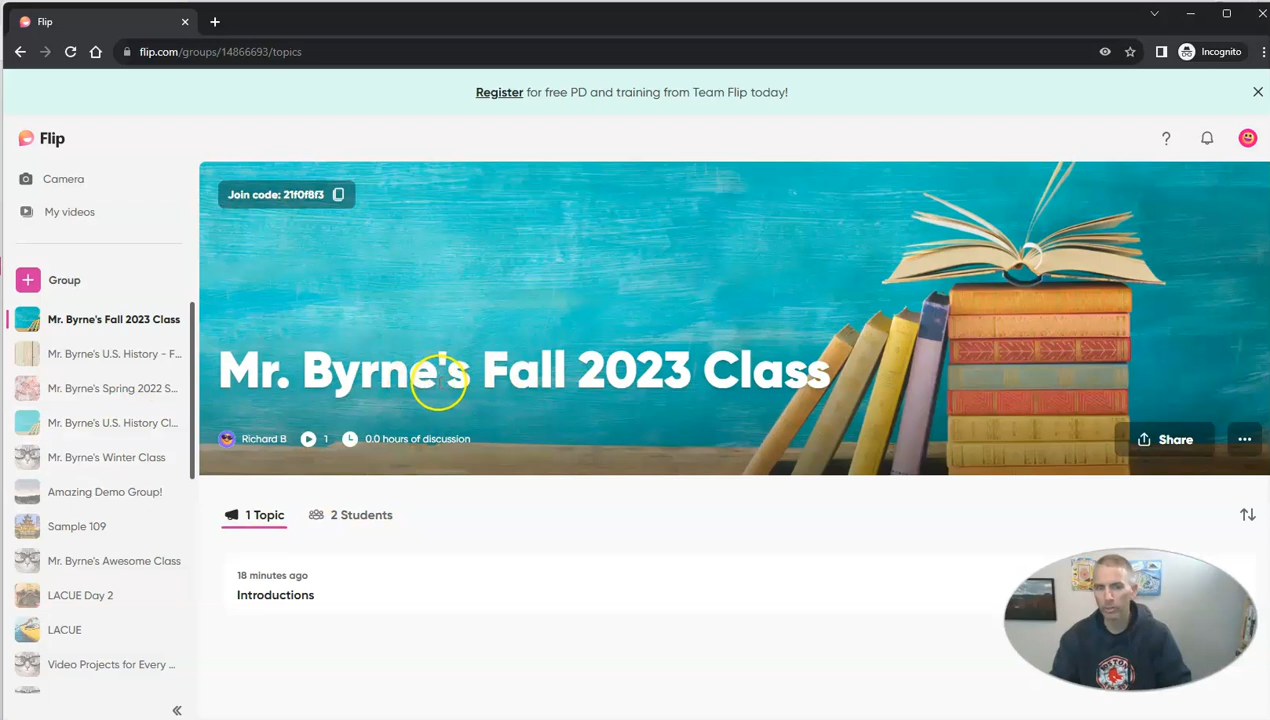 Flip
flip.com/groups/14866693/topics
Incognito
Register for free PD and training from Team Flip today!
Flip
Camera
My videos
Group
Mr. Byrne's Fall 2023 Class
Mr. Byrne's U.S. History - F...
Mr. Byrne's Spring 2022 S...
Mr. Byrne's U.S. History Cl...
Mr. Byrne's Winter Class
Amazing Demo Group!
Sample 109
Mr. Byrne's Awesome Class
LACUE Day 2
LACUE
Video Projects for Every ...
Join code: 21f0f8f3
Mr. Byrne's Fall 2023 Class
Richard B 1 0.0 hours of discussion
Share
1 Topic 2 Students
18 minutes ago
Introductions